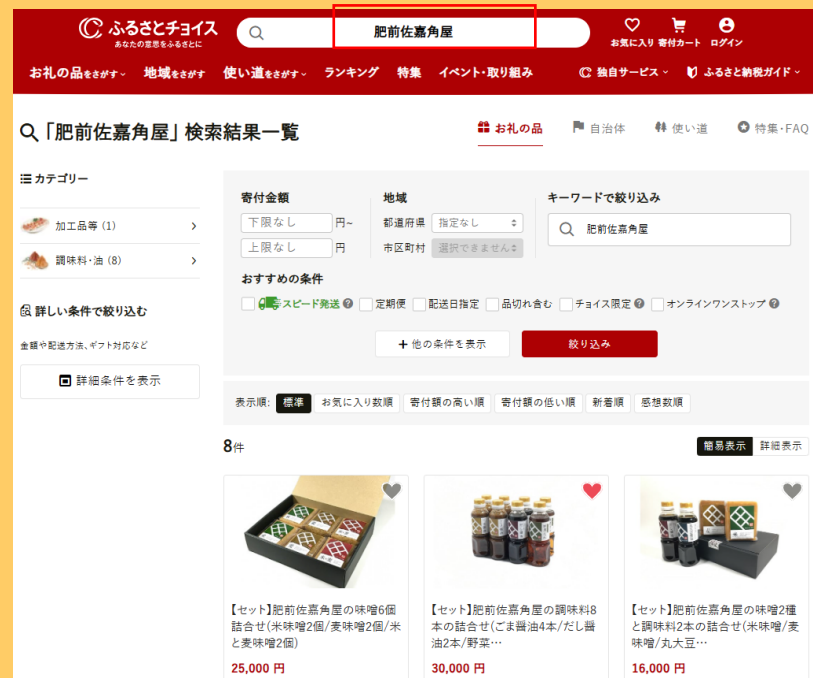 ふるさとチョイス
あなたの意思をふるさとに
肥前佐嘉角屋
お気に入り 寄付カート ログイン
お礼の品をさがす 地域をさがす 使い道をさがす ランキング 特集 イベント・取り組み 独自サービス ふるさと納税ガイド
「肥前佐嘉角屋」検索結果一覧
お礼の品 自治体 使い道 特集・FAQ
カテゴリー
加工品等 (1)
調味料・油 (8)
詳しい条件で絞り込む
金額や配送方法、ギフト対応など
詳細条件を表示
寄付金額 地域 キーワードで絞り込み
下限なし 円~ 都道府県 指定なし 肥前佐嘉角屋
上限なし 円 市区町村 選択できません
おすすめの条件
スピード発送 定期便 配送日指定 品切れ含む チョイス限定 オンラインワンストップ
+他の条件を表示 絞り込み
表示順: 標準 お気に入り数順 寄付額の高い順 寄付額の低い順 新着順 感想数順
8件 簡易表示 詳細表示
【セット】肥前佐嘉角屋の味噌6個
詰合せ(米味噌2個/麦味噌2個/米
と麦味噌2個)
25,000 円
【セット】肥前佐嘉角屋の調味料8
本の詰合せ(ごま醤油4本/だし醤
油2本/野菜…
30,000 円
【セット】肥前佐嘉角屋の味噌2種
と調味料2本の詰合せ(米味噌/麦
味噌/丸大豆…
16,000 円